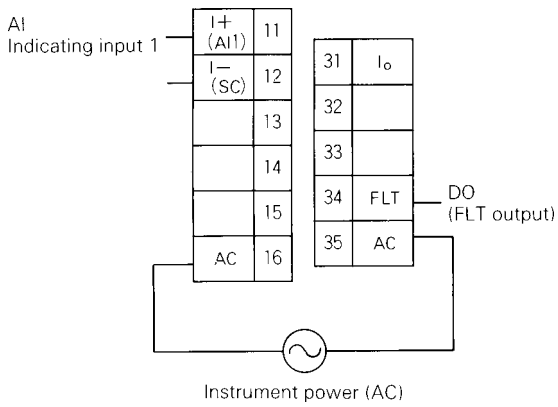 AI
Indicating input 1
I+
(AI1)
11
I−
(SC)
12
13
14
15
AC
16
31
Io
32
33
34
FLT
35
AC
DO
(FLT output)
Instrument power (AC)